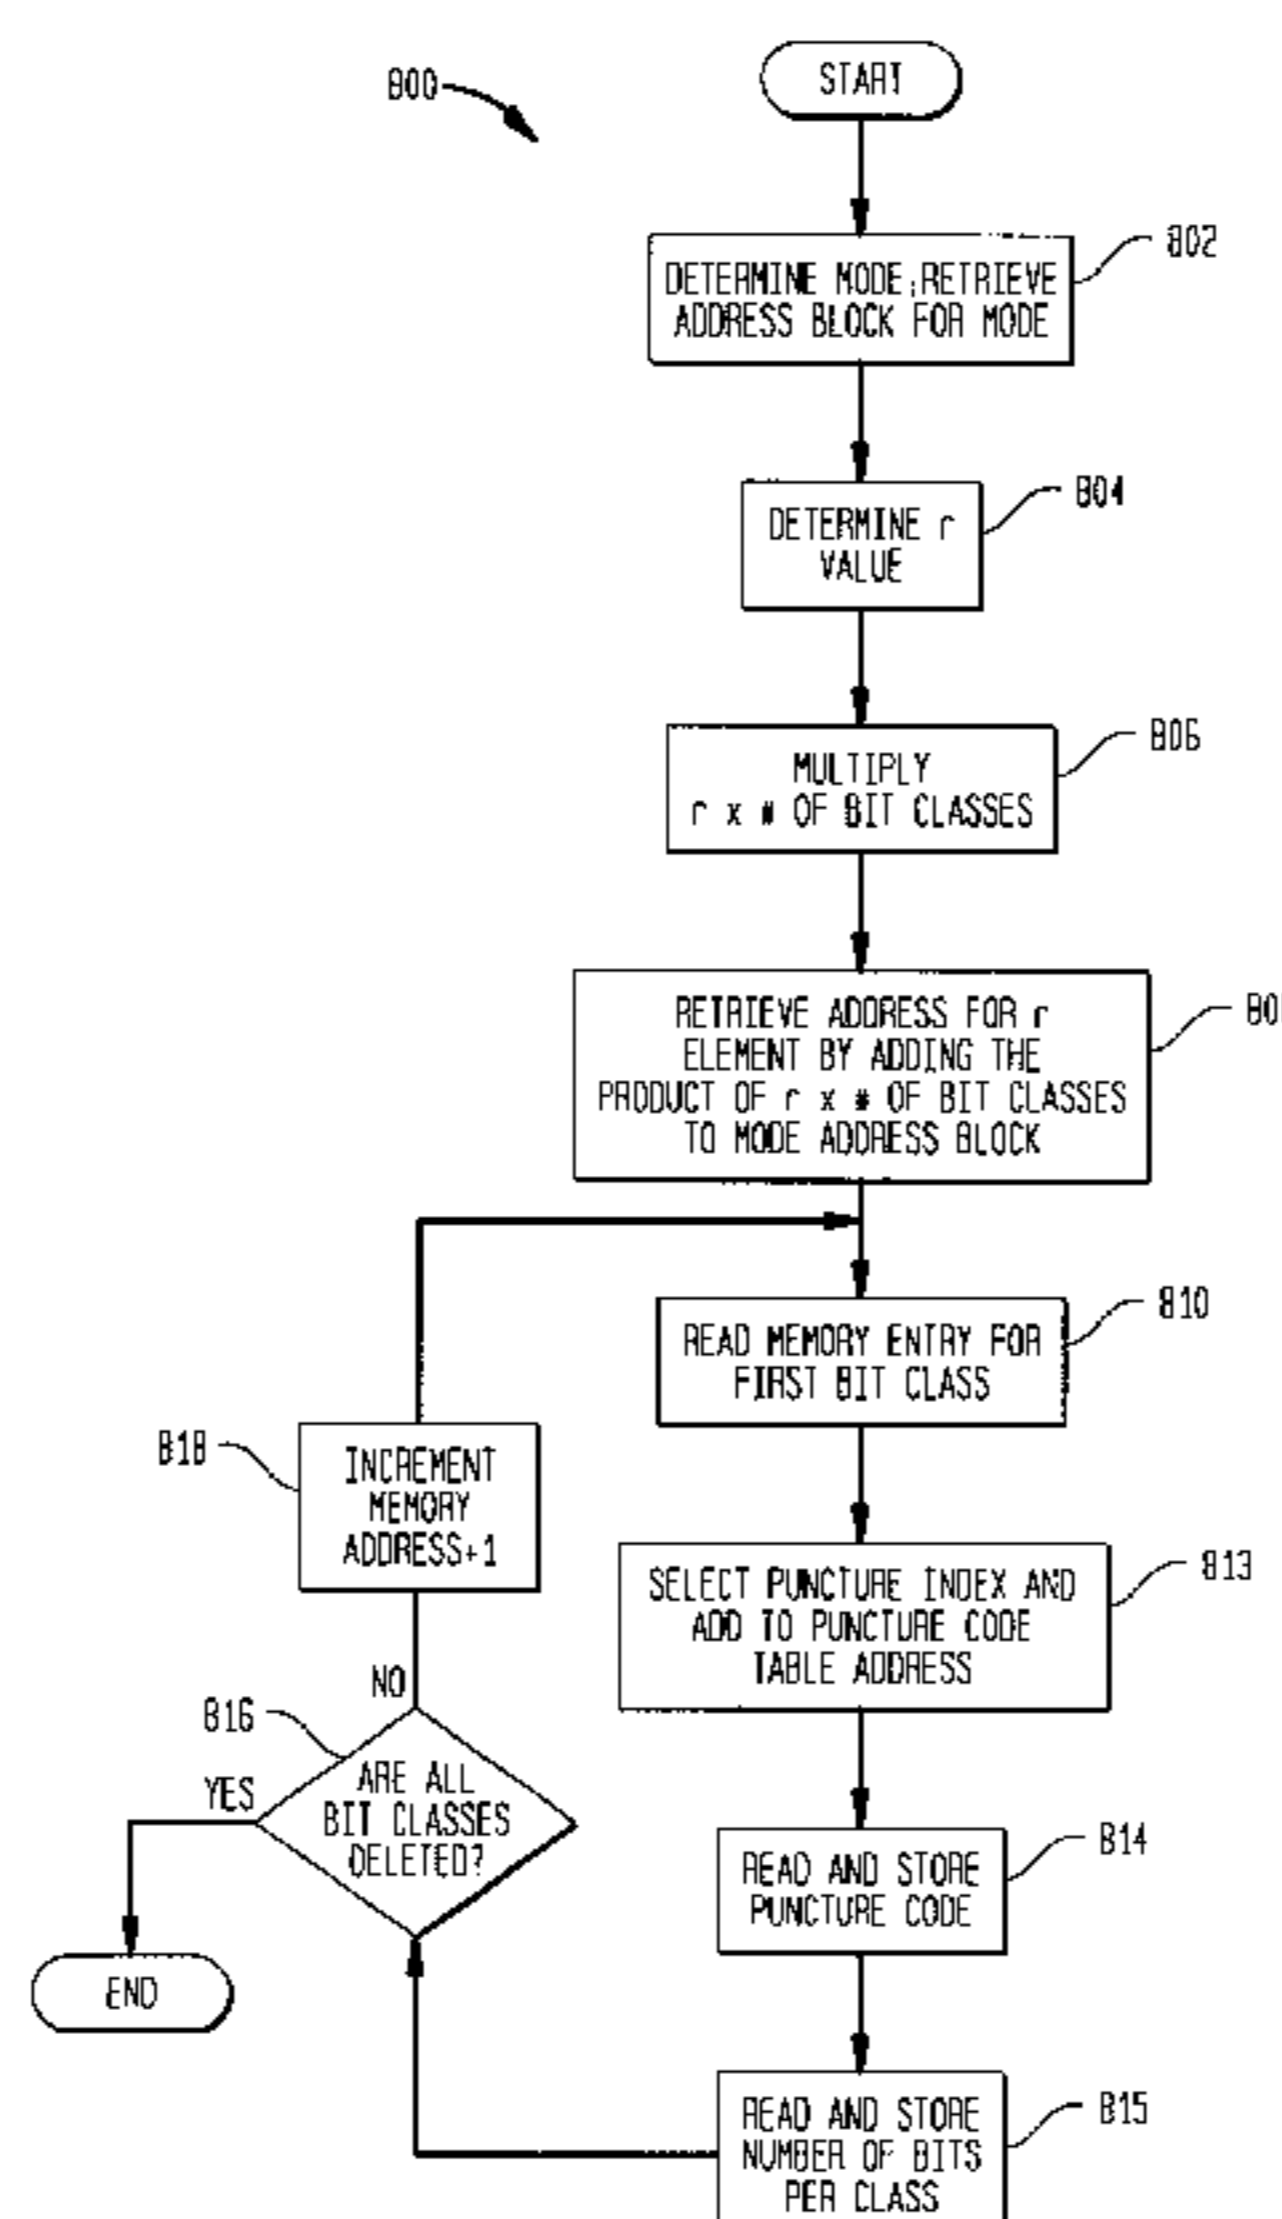 800
START
802
DETERMINE MODE;RETRIEVE
ADDRESS BLOCK FOR MODE
804
DETERMINE r
VALUE
806
MULTIPLY
r x # OF BIT CLASSES
RETRIEVE ADDRESS FOR r
ELEMENT BY ADDING THE
PRODUCT OF r x # OF BIT CLASSES
TO MODE ADDRESS BLOCK
810
READ MEMORY ENTRY FOR
FIRST BIT CLASS
818
INCREMENT
MEMORY
ADDRESS+1
813
SELECT PUNCTURE INDEX AND
ADD TO PUNCTURE CODE
TABLE ADDRESS
NO
816
YES
ARE ALL
BIT CLASSES
DELETED?
814
READ AND STORE
PUNCTURE CODE
END
815
READ AND STORE
NUMBER OF BITS
PER CLASS